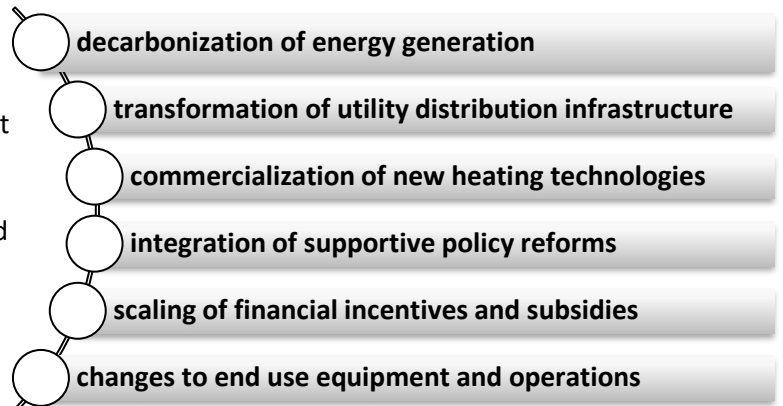 decarbonization of energy generation
transformation of utility distribution infrastructure
t
commercialization of new heating technologies
d
integration of supportive policy reforms
scaling of financial incentives and subsidies
changes to end use equipment and operations